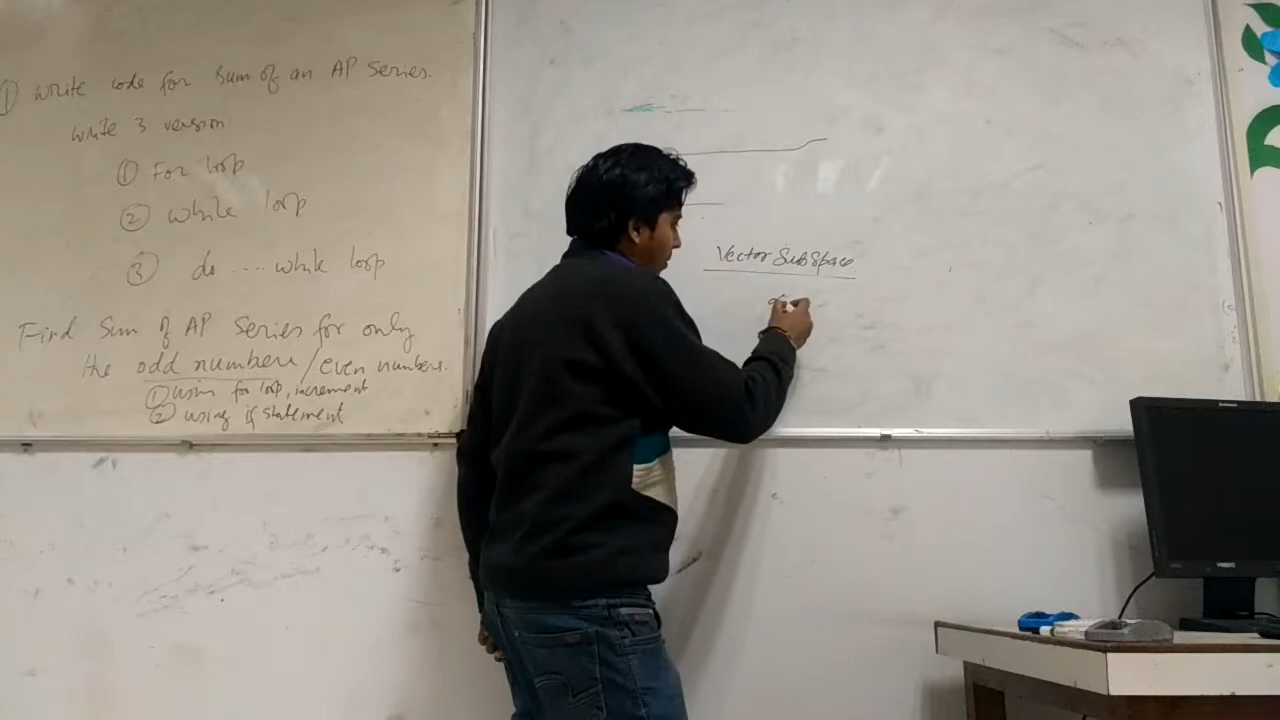 ① Write code for sum of an AP Series.
Write 3 version
① For loop
② while loop
③ do .... while loop
Find Sum of AP Series for only
the odd numbers/even numbers.
① using for loop, increment
② using if statement
Vector SubSpace